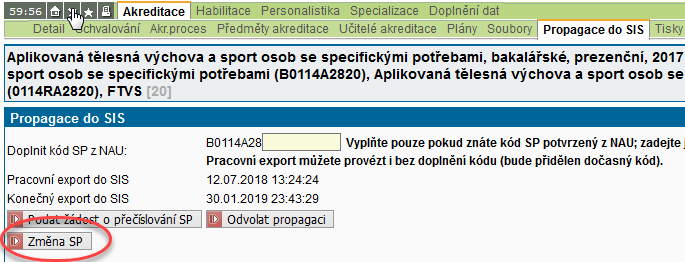 59:56 Akreditace Habilitace Personalistika Specializace Doplnění dat
Detail Schvalování Akr.proces Předměty akreditace Učitelé akreditace Plány Soubory Propagace do SIS Tisky
Aplikovaná tělesná výchova a sport osob se specifickými potřebami, bakalářské, prezenční, 2017
sport osob se specifickými potřebami (B0114A2820), Aplikovaná tělesná výchova a sport osob se
(0114RA2820), FTVS [20]
Propagace do SIS
Doplnit kód SP z NAU: B0114A28 Vyplňte pouze pokud znáte kód SP potvrzený z NAU; zadejte
Pracovní export můžete provézt i bez doplnění kódu (bude přidělen dočasný kód).
Pracovní export do SIS 12.07.2018 13:24:24
Konečný export do SIS 30.01.2019 23:43:29
Podat žádost o přečíslování SP Odvolat propagaci
Změna SP